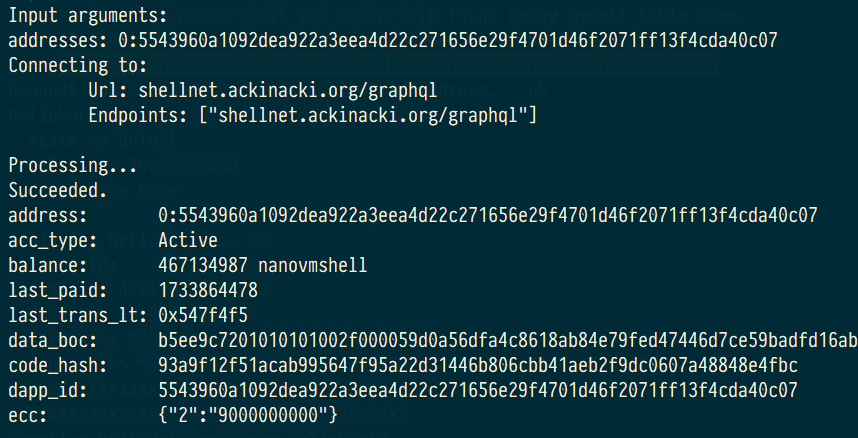 Input arguments:
addresses: 0:5543960a1092dea922a3eea4d22c271656e29f4701d46f2071ff13f4cda40c07
Connecting to:
Url: shellnet.ackinacki.org/graphql
Endpoints: ["shellnet.ackinacki.org/graphql"]
Processing...
Succeeded.
address: 0:5543960a1092dea922a3eea4d22c271656e29f4701d46f2071ff13f4cda40c07
acc_type: Active
balance: 467134987 nanovmshell
last_paid: 1733864478
last_trans_lt: 0x547f4f5
data_boc: b5ee9c7201010101002f000059d0a56dfa4c8618ab84e79fed47446d7ce59badfd16ab
code_hash: 93a9f12f51acab995647f95a22d31446b806cbb41aeb2f9dc0607a48848e4fbc
dapp_id: 5543960a1092dea922a3eea4d22c271656e29f4701d46f2071ff13f4cda40c07
ecc: {"2":"9000000000"}